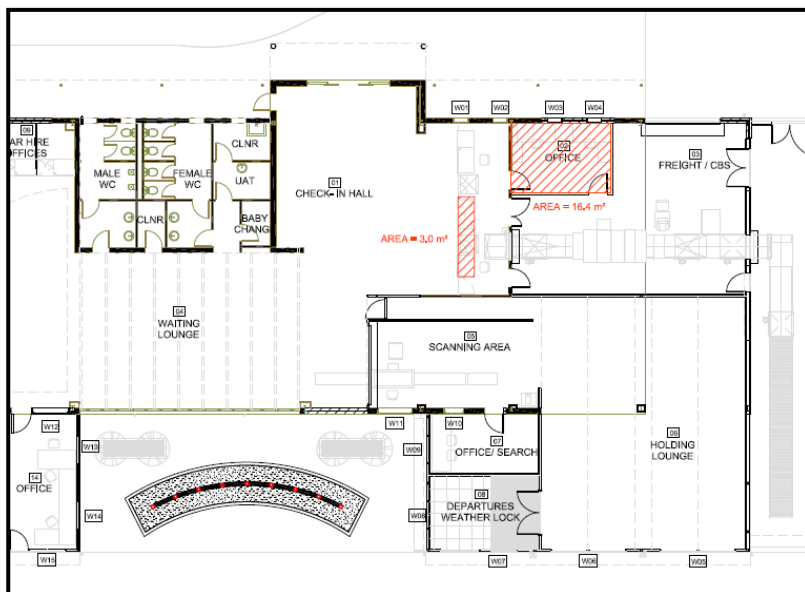 09
AR HIRE
OFFICES
MALE
WC
FEMALE
WC
CLNR
UAT
CLNR
BABY
CHANG
01
CHECK-IN HALL
W01
W02
W03
W04
02
OFFICE
AREA = 16.4 m²
AREA = 3.0 m²
03
FREIGHT / CBS
04
WAITING
LOUNGE
05
SCANNING AREA
06
HOLDING
LOUNGE
W12
W13
W11
W10
W09
07
OFFICE/ SEARCH
14
OFFICE
W14
W08
08
DEPARTURES
WEATHER LOCK
W15
W07
W06
W05